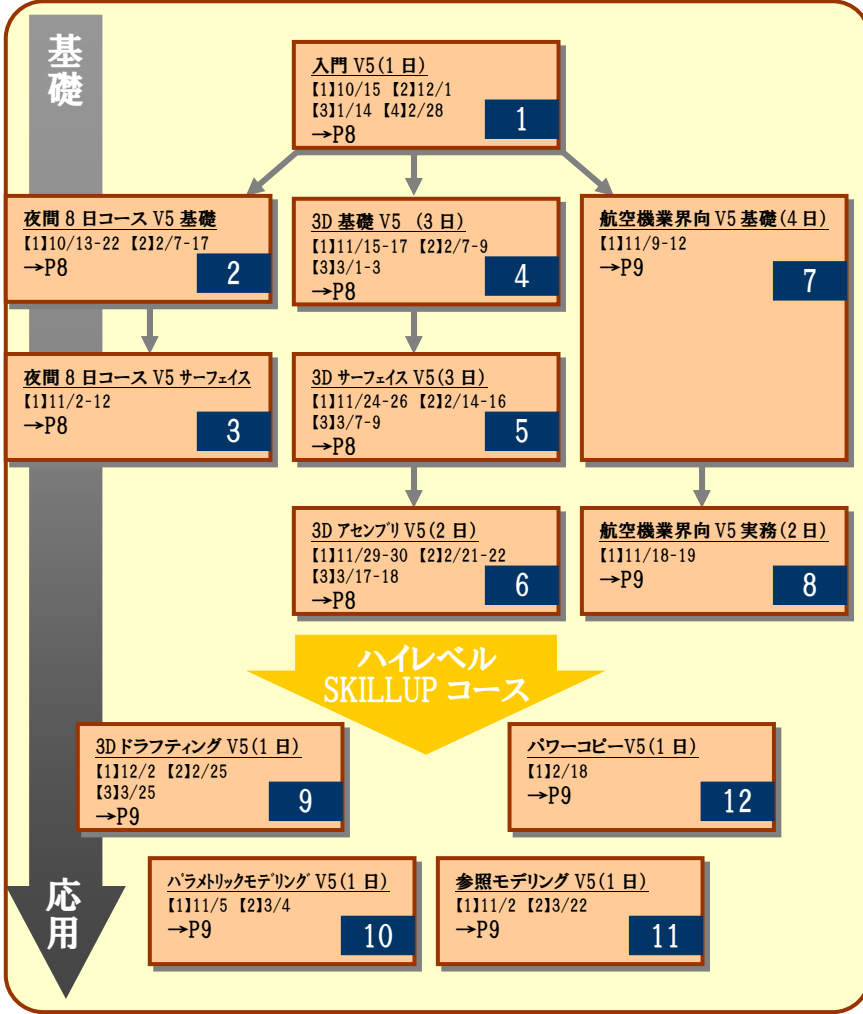 基礎
入門 V5(1 日)
【1】10/15 【2】12/1
【3】1/14 【4】2/28
→P8
1
夜間 8 日コース V5 基礎
【1】10/13-22 【2】2/7-17
→P8
2
3D 基礎 V5 (3 日)
【1】11/15-17 【2】2/7-9
【3】3/1-3
→P8
4
航空機業界向 V5 基礎(4 日)
【1】11/9-12
→P9
7
夜間 8 日コース V5 サーフェイス
【1】11/2-12
→P8
3
3D サーフェイス V5(3 日)
【1】11/24-26 【2】2/14-16
【3】3/7-9
→P8
5
3D アセンブリ V5(2 日)
【1】11/29-30 【2】2/21-22
【3】3/17-18
→P8
6
航空機業界向 V5 実務(2 日)
【1】11/18-19
→P9
8
ハイレベル
SKILLUP コース
3D ドラフティング V5(1 日)
【1】12/2 【2】2/25
【3】3/25
→P9
9
パワーコピーV5(1 日)
【1】2/18
→P9
12
パラメトリックモデリング V5(1 日)
【1】11/5 【2】3/4
→P9
10
参照モデリング V5(1 日)
【1】11/2 【2】3/22
→P9
11
応用